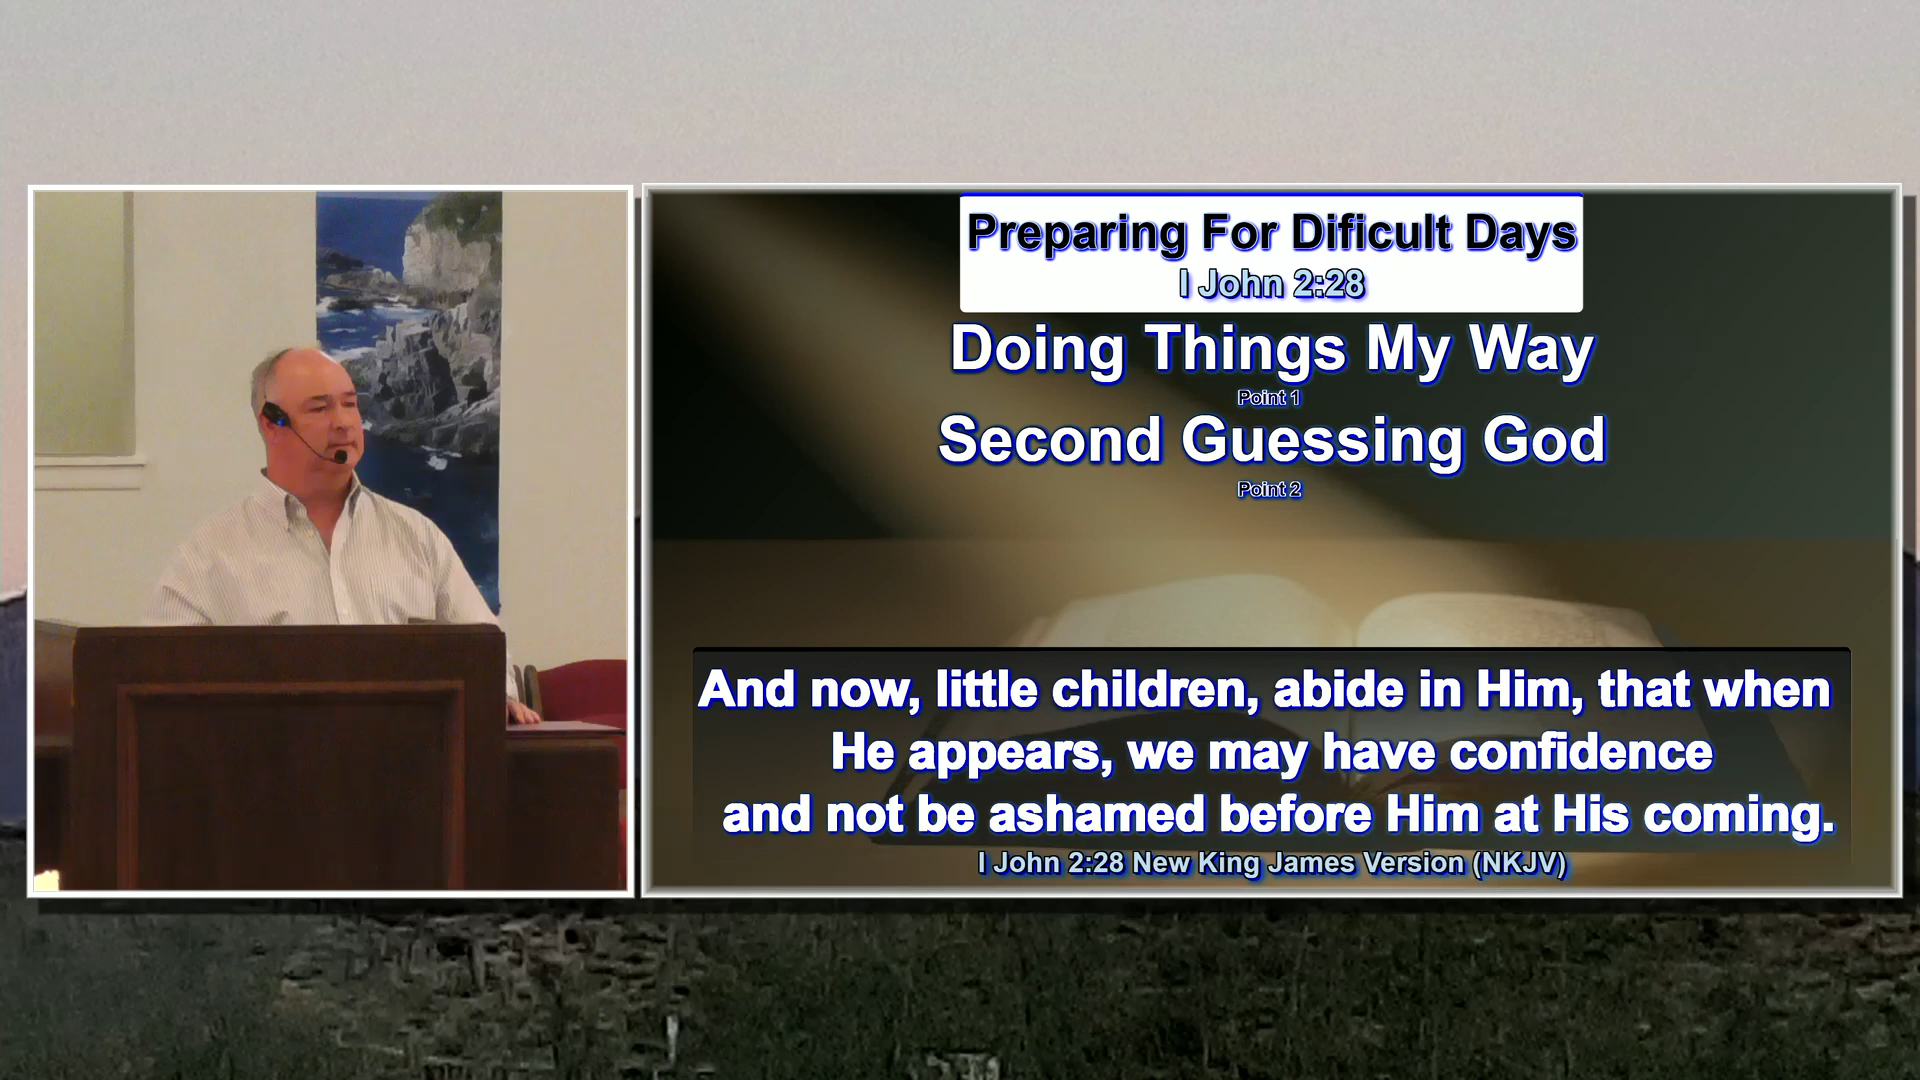 Preparing For Dificult Days
I John 2:28
Doing Things My Way
Point 1
Second Guessing God
Point 2
And now, little children, abide in Him, that when
He appears, we may have confidence
and not be ashamed before Him at His coming.
I John 2:28 New King James Version (NKJV)